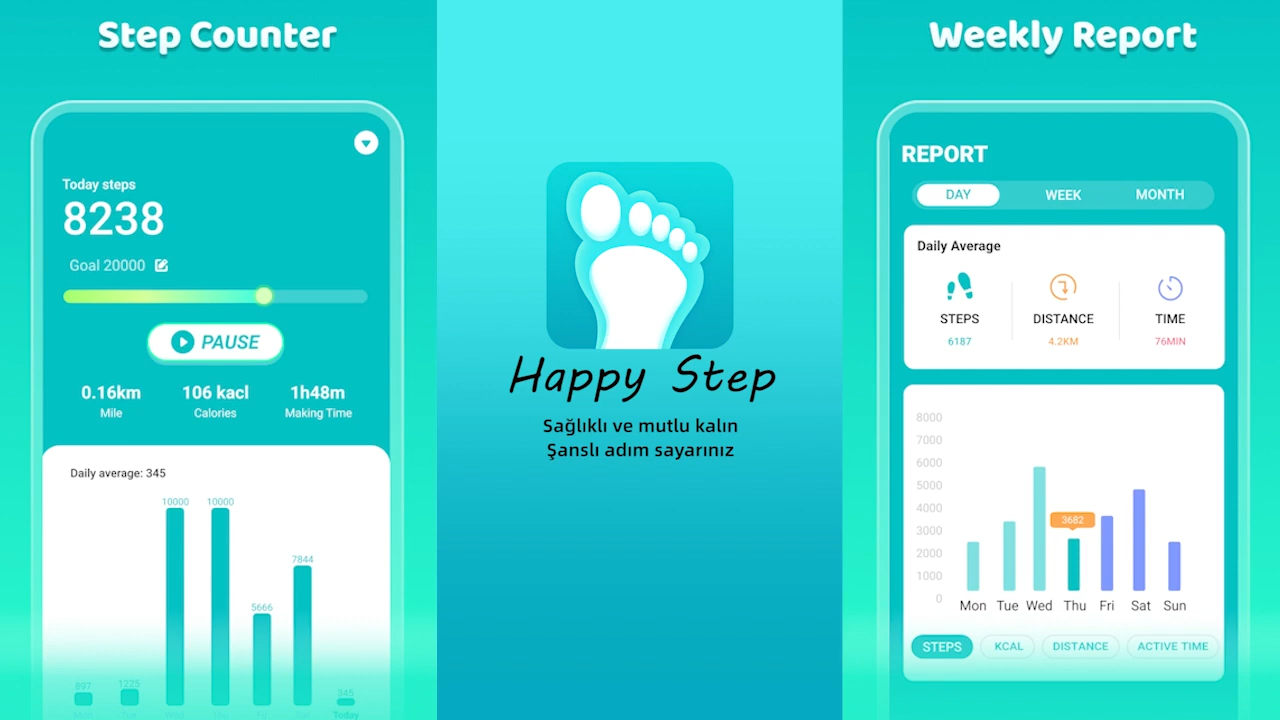 Step Counter
Today steps
8238
Goal 20000
PAUSE
0.16km 106 kacl 1h48m
Mile Calories Making Time
Daily average: 345
10000 10000
7844
5666
897 1225 345
Today
Happy Step
Sağlıklı ve mutlu kalın
Şanslı adım sayarınız
Weekly Report
REPORT
DAY WEEK MONTH
Daily Average
STEPS DISTANCE TIME
6187 4.2KM 76MIN
8000
7000
6000
5000
4000
3682
3000
2000
1000
0
Mon Tue Wed Thu Fri Sat Sun
STEPS KCAL DISTANCE ACTIVE TIME